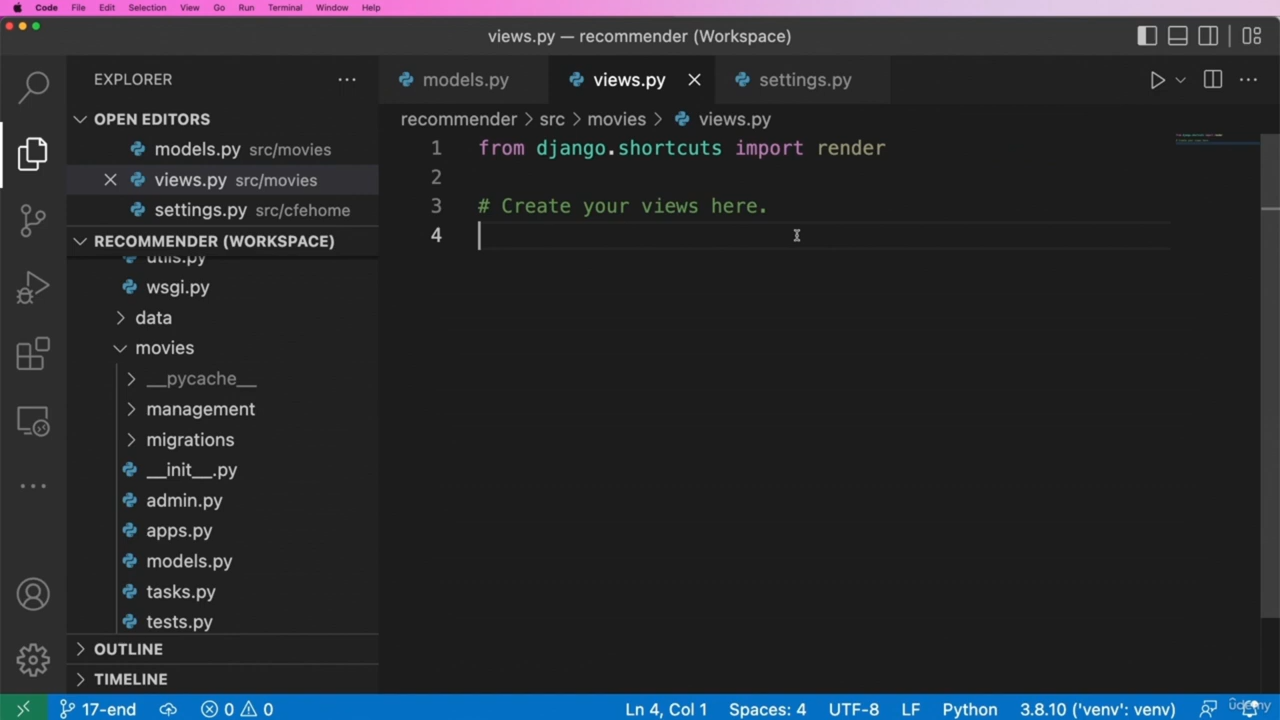 Code File Edit Selection View Go Run Terminal Window Help
views.py — recommender (Workspace)
EXPLORER
models.py
views.py
settings.py
OPEN EDITORS
models.py src/movies
views.py src/movies
settings.py src/cfehome
RECOMMENDER (WORKSPACE)
utils.py
wsgi.py
data
movies
__pycache__
management
migrations
__init__.py
admin.py
apps.py
models.py
tasks.py
tests.py
OUTLINE
TIMELINE
recommender > src > movies > views.py
1 from django.shortcuts import render
2
3 # Create your views here.
4
17-end 0 0 Ln 4, Col 1 Spaces: 4 UTF-8 LF Python 3.8.10 ('venv': venv)
udemy